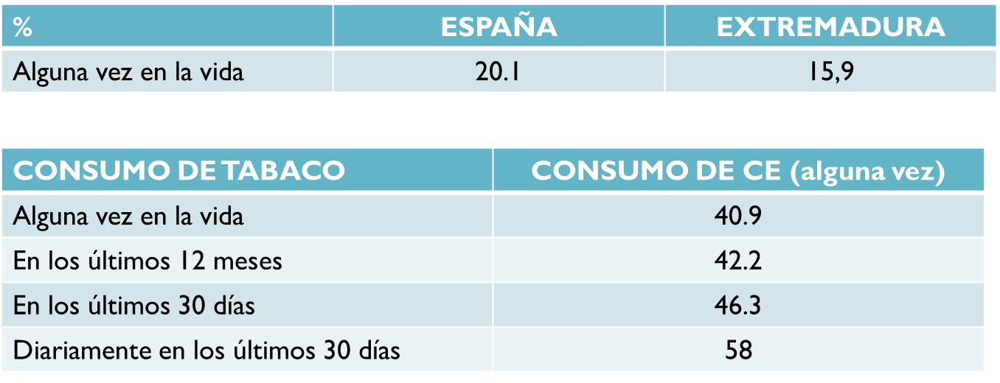 % ESPAÑA EXTREMADURA
Alguna vez en la vida 20.1 15,9
CONSUMO DE TABACO CONSUMO DE CE (alguna vez)
Alguna vez en la vida 40.9
En los últimos 12 meses 42.2
En los últimos 30 días 46.3
Diariamente en los últimos 30 días 58